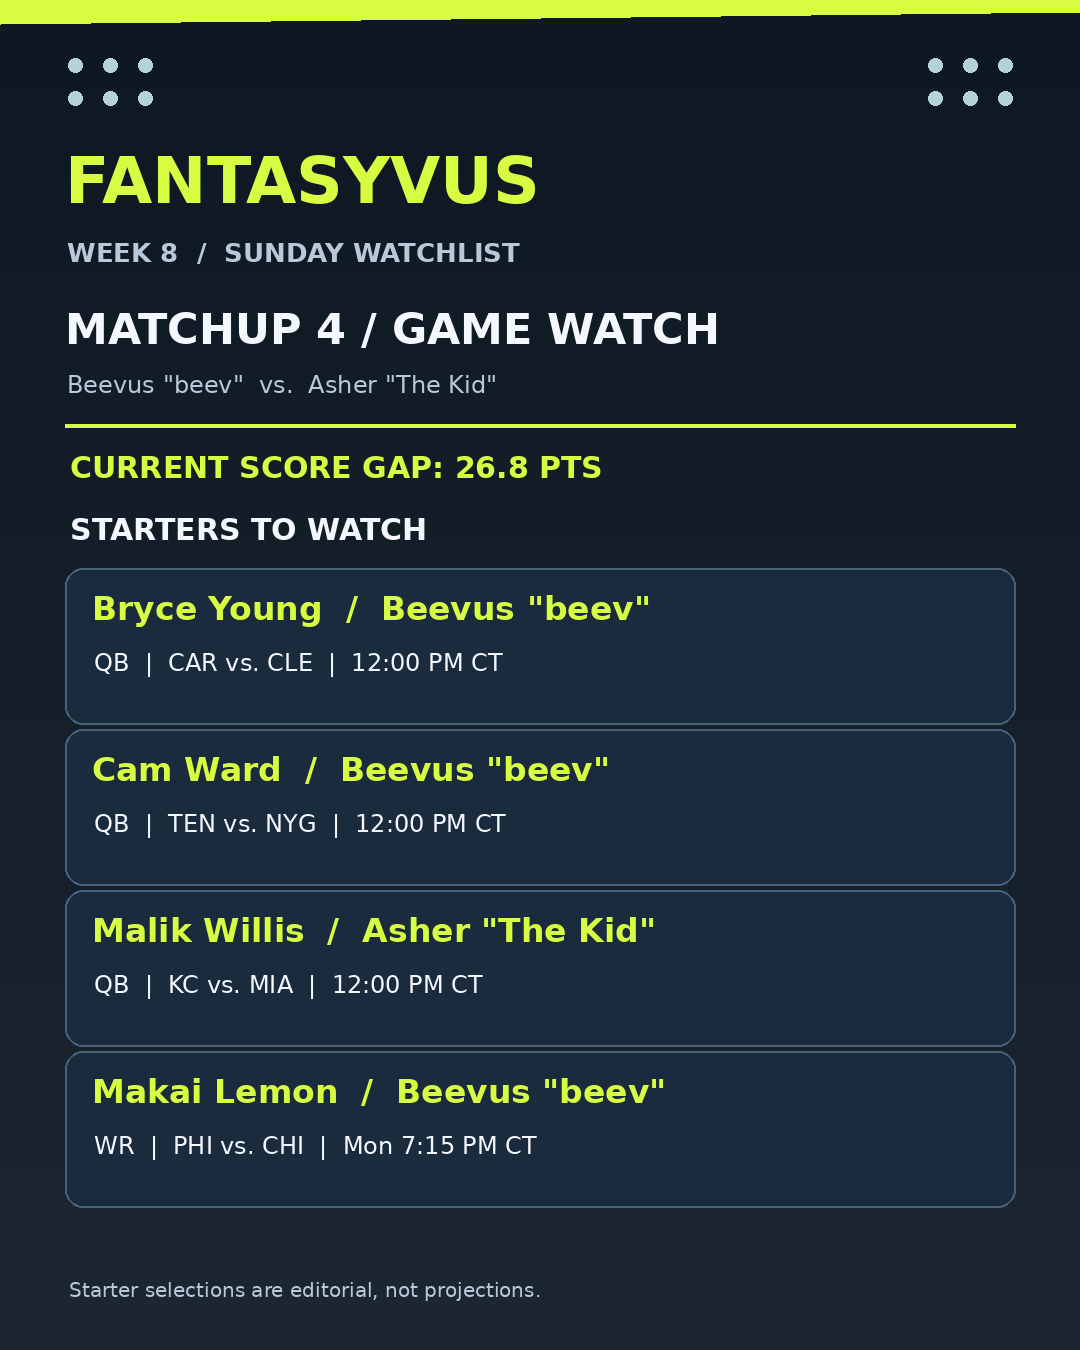 FANTASYVUS
WEEK 8 / SUNDAY WATCHLIST
MATCHUP 4 / GAME WATCH
Beevus "beev" vs. Asher "The Kid"
CURRENT SCORE GAP: 26.8 PTS
STARTERS TO WATCH
Bryce Young / Beevus "beev"
QB | CAR vs. CLE | 12:00 PM CT
Cam Ward / Beevus "beev"
QB | TEN vs. NYG | 12:00 PM CT
Malik Willis / Asher "The Kid"
QB | KC vs. MIA | 12:00 PM CT
Makai Lemon / Beevus "beev"
WR | PHI vs. CHI | Mon 7:15 PM CT
Starter selections are editorial, not projections.